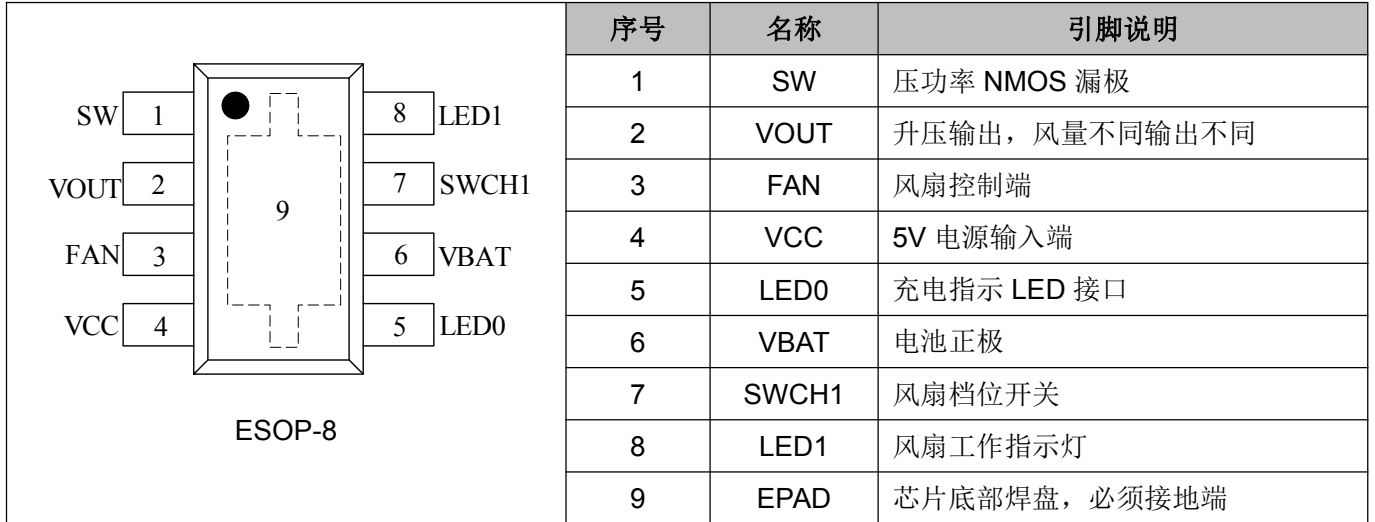 SW 1 8 LED1
VOUT 2 7 SWCH1
9
FAN 3 6 VBAT
VCC 4 5 LED0
ESOP-8
序号 名称 引脚说明
1 SW 压功率 NMOS 漏极
2 VOUT 升压输出，风量不同输出不同
3 FAN 风扇控制端
4 VCC 5V 电源输入端
5 LED0 充电指示 LED 接口
6 VBAT 电池正极
7 SWCH1 风扇档位开关
8 LED1 风扇工作指示灯
9 EPAD 芯片底部焊盘，必须接地端